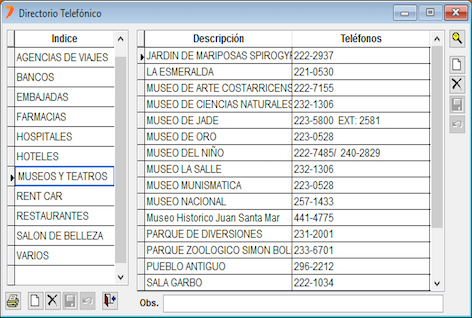 Directorio Telefónico
Indice
AGENCIAS DE VIAJES
BANCOS
EMBAJADAS
FARMACIAS
HOSPITALES
HOTELES
MUSEOS Y TEATROS
RENT CAR
RESTAURANTES
SALON DE BELLEZA
VARIOS
Descripción Teléfonos
JARDIN DE MARIPOSAS SPIROGYR 222-2937
LA ESMERALDA 221-0530
MUSEO DE ARTE COSTARRICENS 222-7155
MUSEO DE CIENCIAS NATURALES 232-1306
MUSEO DE JADE 223-5800 EXT: 2581
MUSEO DE ORO 223-0528
MUSEO DEL NIÑO 222-7485/ 240-2829
MUSEO LA SALLE 232-1306
MUSEO MUNISMATICA 223-0528
MUSEO NACIONAL 257-1433
Museo Historico Juan Santa Mar 441-4775
PARQUE DE DIVERSIONES 231-2001
PARQUE ZOOLOGICO SIMON BOL 233-6701
PUEBLO ANTIGUO 296-2212
SALA GARBO 222-1034
Obs.